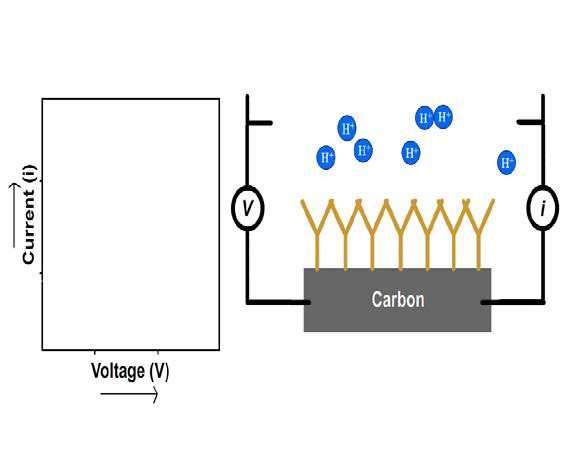 Current (i)
Voltage (V)
H+
H+
H+
H+
H+
H+
H+
V
i
Carbon